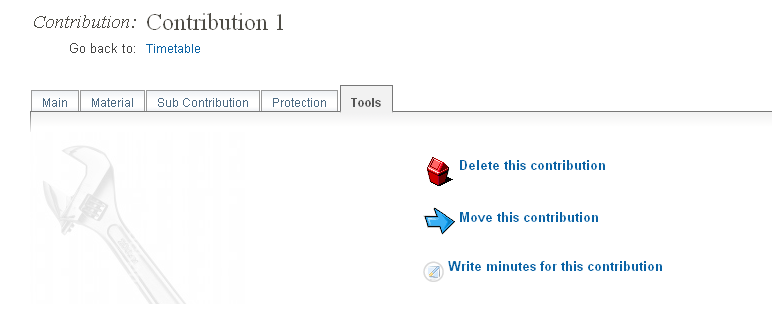 Contribution: Contribution 1
Go back to: Timetable
Main Material Sub Contribution Protection Tools
Delete this contribution
Move this contribution
Write minutes for this contribution